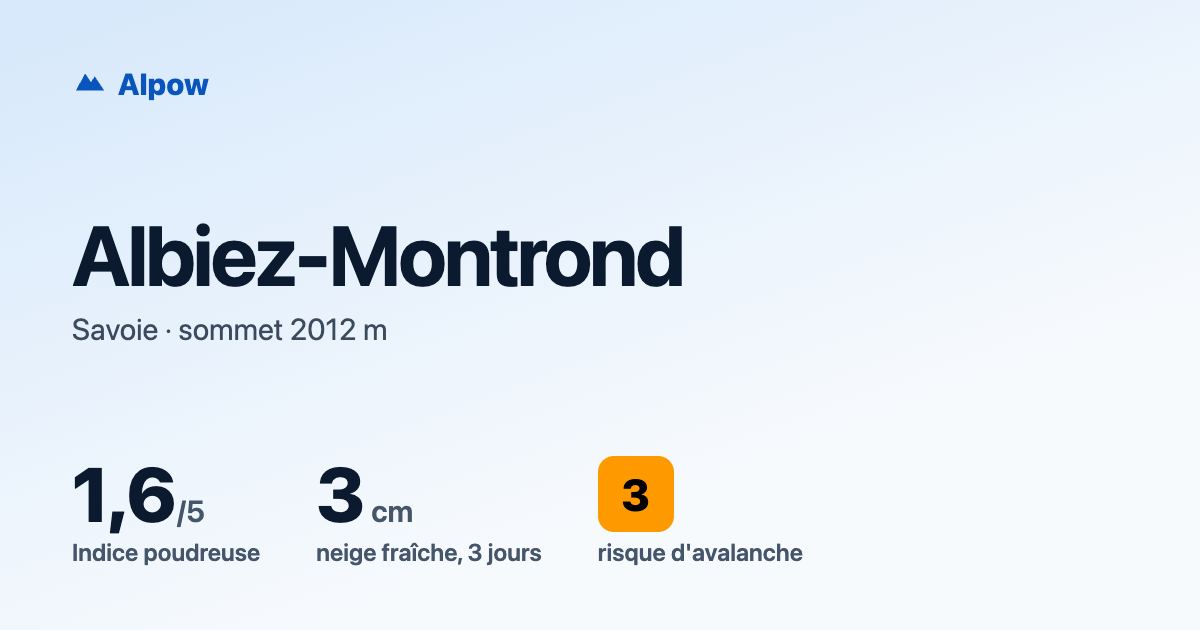 Alpow
Albiez-Montrond
Savoie · sommet 2012 m
1,6/5
Indice poudreuse
3 cm
neige fraîche, 3 jours
3
risque d'avalanche